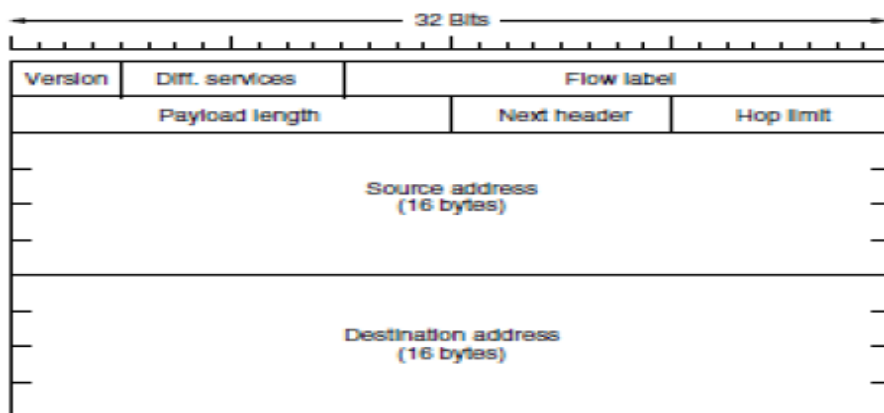 32 Bits
Version Diff. services Flow label
Payload length Next header Hop limit
Source address
(16 bytes)
Destination address
(16 bytes)